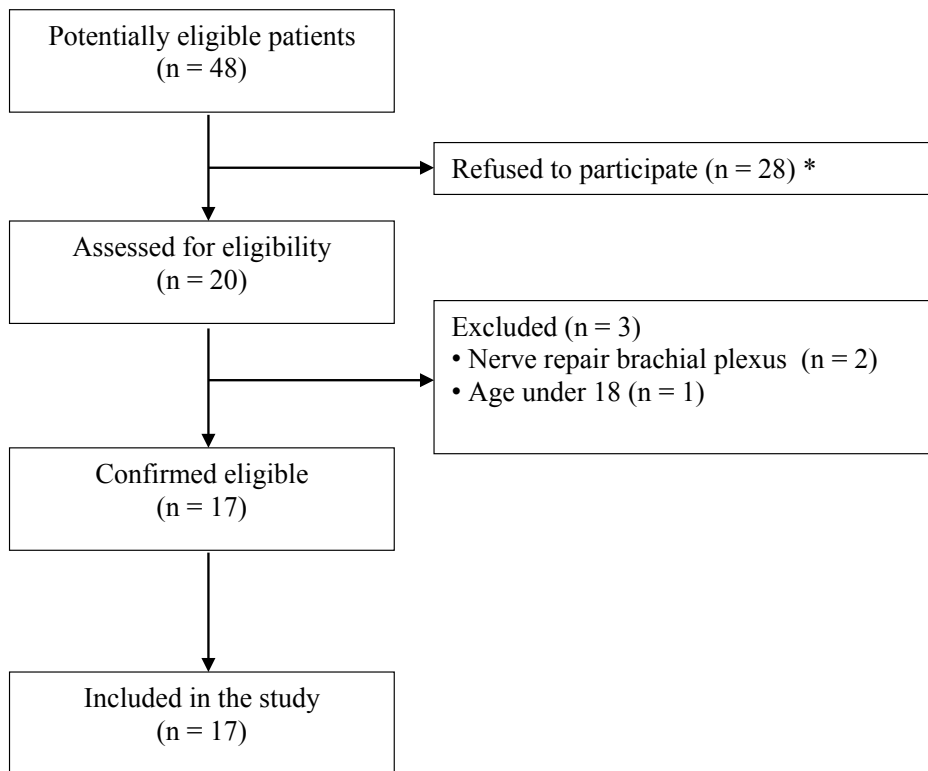 Potentially eligible patients
(n = 48)
Refused to participate (n = 28) *
Assessed for eligibility
(n = 20)
Excluded (n = 3)
• Nerve repair brachial plexus  (n = 2)
• Age under 18 (n = 1)
Confirmed eligible
(n = 17)
Included in the study
(n = 17)